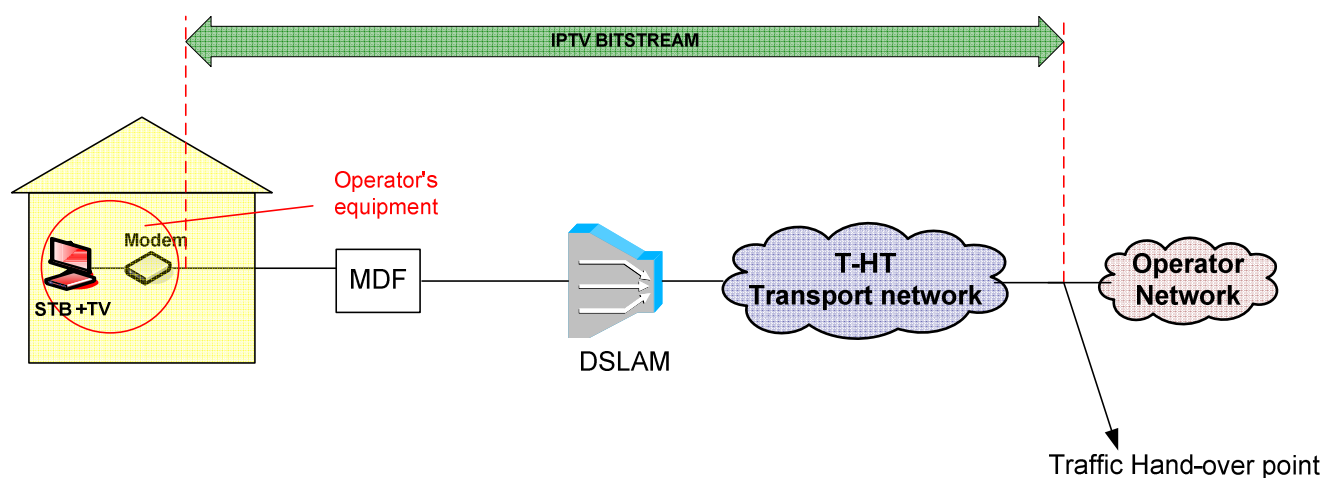 IPTV BITSTREAM
Operator's
equipment
Modem
STB +TV
MDF
DSLAM
T-HT
Transport network
Operator
Network
Traffic Hand-over point